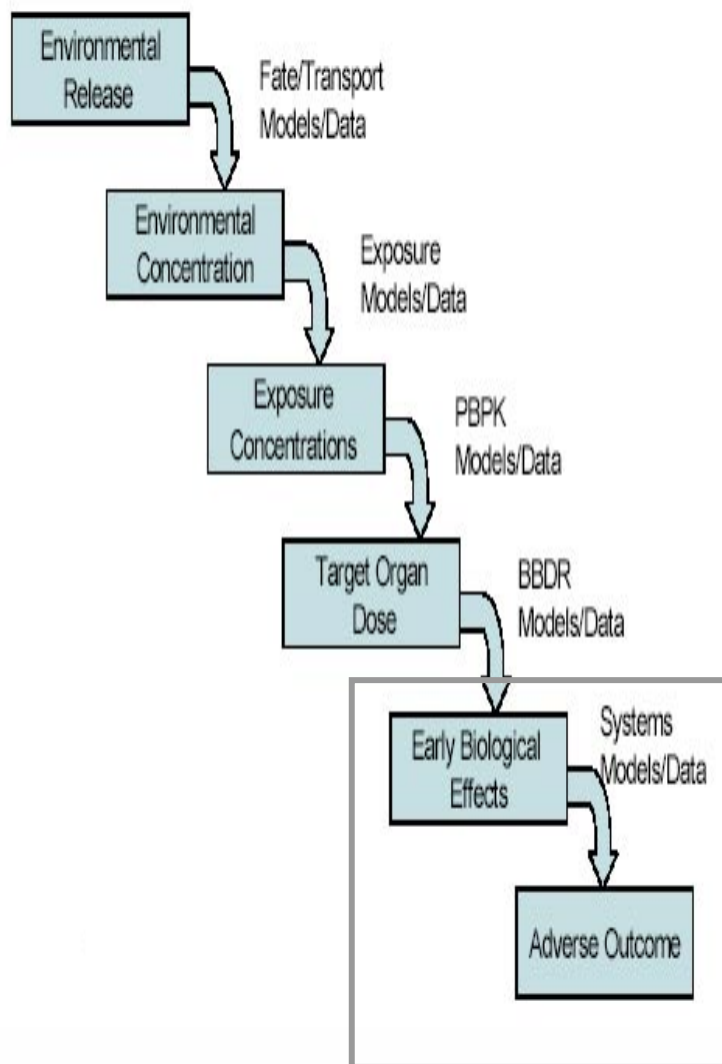 Environmental
Release
Fate/Transport
Models/Data
Environmental
Concentration
Exposure
Models/Data
Exposure
Concentrations
PBPK
Models/Data
Target Organ
Dose
BBDR
Models/Data
Early Biological
Effects
Systems
Models/Data
Adverse Outcome